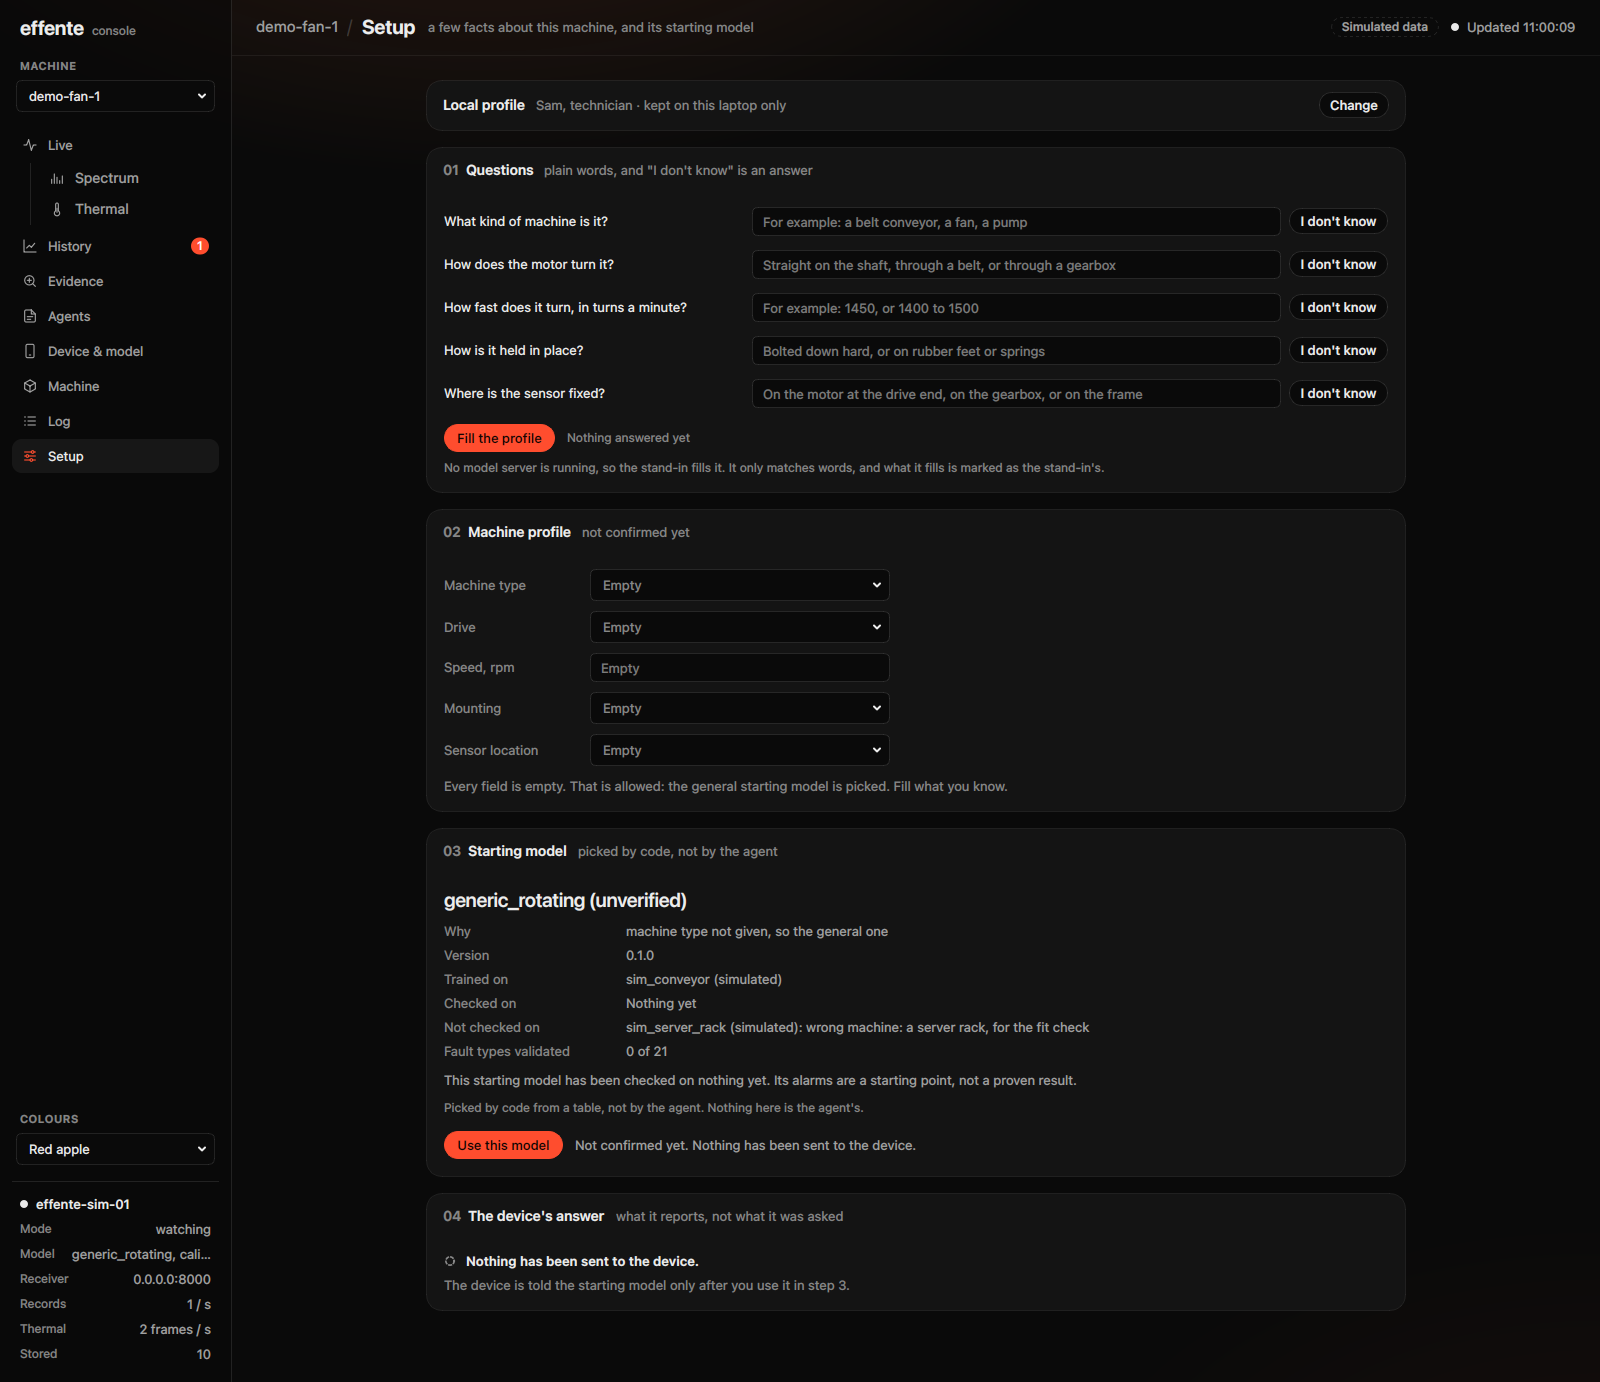 effente console
MACHINE
demo-fan-1
Live
Spectrum
Thermal
History 1
Evidence
Agents
Device & model
Machine
Log
Setup
COLOURS
Red apple
effente-sim-01
Mode watching
Model generic_rotating, cali...
Receiver 0.0.0.0:8000
Records 1 / s
Thermal 2 frames / s
Stored 10
demo-fan-1 / Setup a few facts about this machine, and its starting model
Simulated data Updated 11:00:09
Local profile Sam, technician · kept on this laptop only Change
01 Questions plain words, and "I don't know" is an answer
What kind of machine is it? For example: a belt conveyor, a fan, a pump I don't know
How does the motor turn it? Straight on the shaft, through a belt, or through a gearbox I don't know
How fast does it turn, in turns a minute? For example: 1450, or 1400 to 1500 I don't know
How is it held in place? Bolted down hard, or on rubber feet or springs I don't know
Where is the sensor fixed? On the motor at the drive end, on the gearbox, or on the frame I don't know
Fill the profile Nothing answered yet
No model server is running, so the stand-in fills it. It only matches words, and what it fills is marked as the stand-in's.
02 Machine profile not confirmed yet
Machine type Empty
Drive Empty
Speed, rpm Empty
Mounting Empty
Sensor location Empty
Every field is empty. That is allowed: the general starting model is picked. Fill what you know.
03 Starting model picked by code, not by the agent
generic_rotating (unverified)
Why machine type not given, so the general one
Version 0.1.0
Trained on sim_conveyor (simulated)
Checked on Nothing yet
Not checked on sim_server_rack (simulated): wrong machine: a server rack, for the fit check
Fault types validated 0 of 21
This starting model has been checked on nothing yet. Its alarms are a starting point, not a proven result.
Picked by code from a table, not by the agent. Nothing here is the agent's.
Use this model Not confirmed yet. Nothing has been sent to the device.
04 The device's answer what it reports, not what it was asked
Nothing has been sent to the device.
The device is told the starting model only after you use it in step 3.